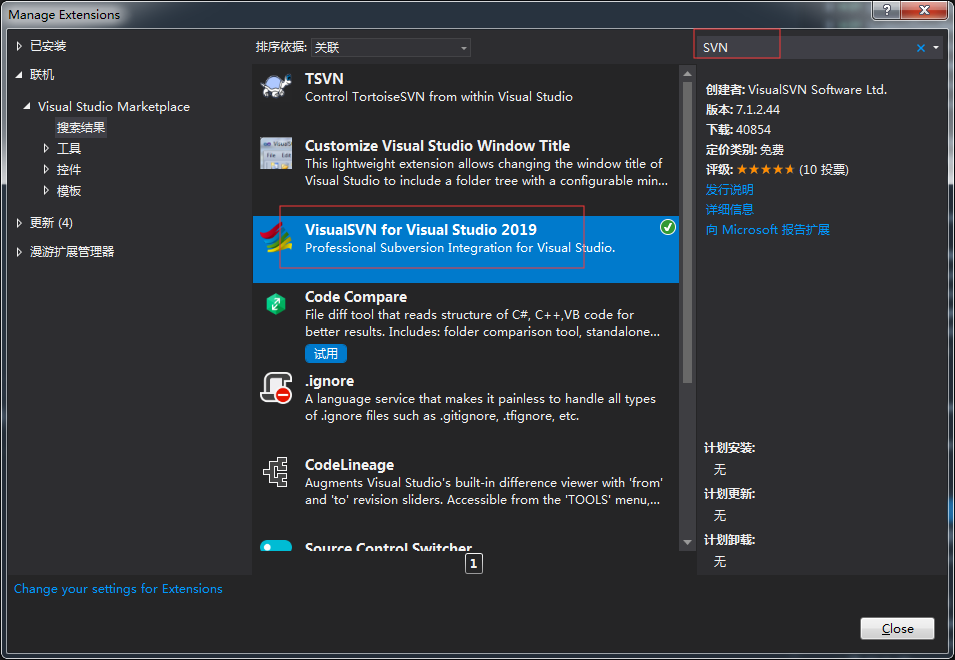 Manage Extensions
?
已安装
联机
Visual Studio Marketplace
搜索结果
工具
控件
模板
更新 (4)
漫游扩展管理器
Change your settings for Extensions
排序依据: 关联
TSVN
Control TortoiseSVN from within Visual Studio
Customize Visual Studio Window Title
This lightweight extension allows changing the window title of
Visual Studio to include a folder tree with a configurable min...
VisualSVN for Visual Studio 2019
Professional Subversion Integration for Visual Studio.
Code Compare
File diff tool that reads structure of C#, C++,VB code for
better results. Includes: folder comparison tool, standalone...
试用
.ignore
A language service that makes it painless to handle all types
of .ignore files such as .gitignore, .tfignore, etc.
CodeLineage
Augments Visual Studio's built-in difference viewer with 'from'
and 'to' revision sliders. Accessible from the 'TOOLS' menu,...
Source Control Switcher
1
SVN
创建者: VisualSVN Software Ltd.
版本: 7.1.2.44
下载: 40854
定价类别: 免费
评级: ★★★★★ (10 投票)
发行说明
详细信息
向 Microsoft 报告扩展
计划安装:
无
计划更新:
无
计划卸载:
无
Close